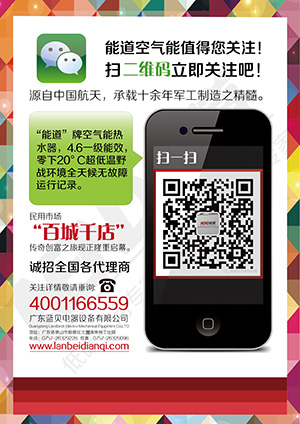 能道空气能值得您关注！
扫二维码立即关注吧！
源自中国航天，承载十余年军工制造之精髓。
“能道”牌空气能热
水器，4.6一级能效，
零下20°C超低温野
战环境全天候无故障
运行记录。
扫一扫
民用市场
“百城千店”
传奇创富之旅现正隆重启幕。
诚招全国各代理商
关注详情敬请垂询：
4001166559
广东蓝贝电器设备有限公司
www.lanbeidianqi.com